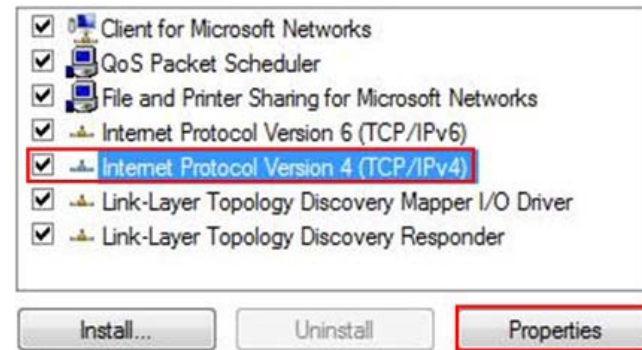 Client for Microsoft Networks
QoS Packet Scheduler
File and Printer Sharing for Microsoft Networks
Internet Protocol Version 6 (TCP/IPv6)
Internet Protocol Version 4 (TCP/IPv4)
Link-Layer Topology Discovery Mapper I/O Driver
Link-Layer Topology Discovery Responder
Install... Uninstall Properties